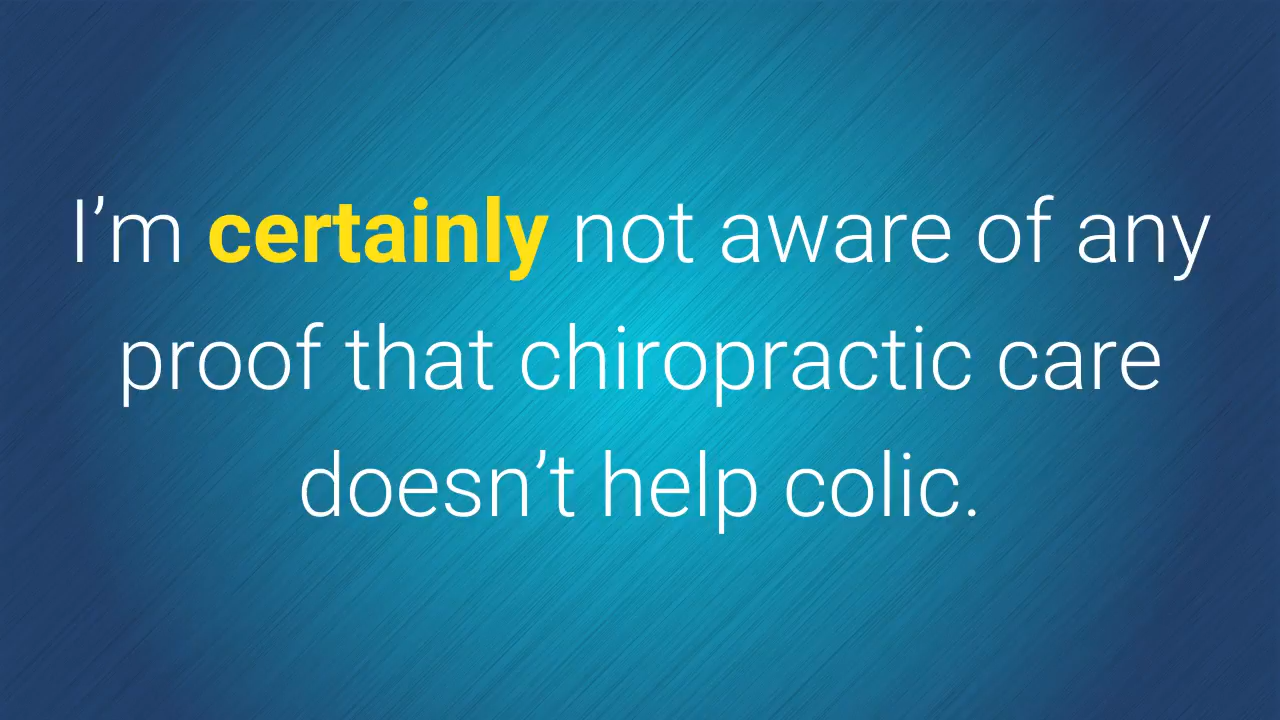 I’m certainly not aware of any
proof that chiropractic care
doesn’t help colic.